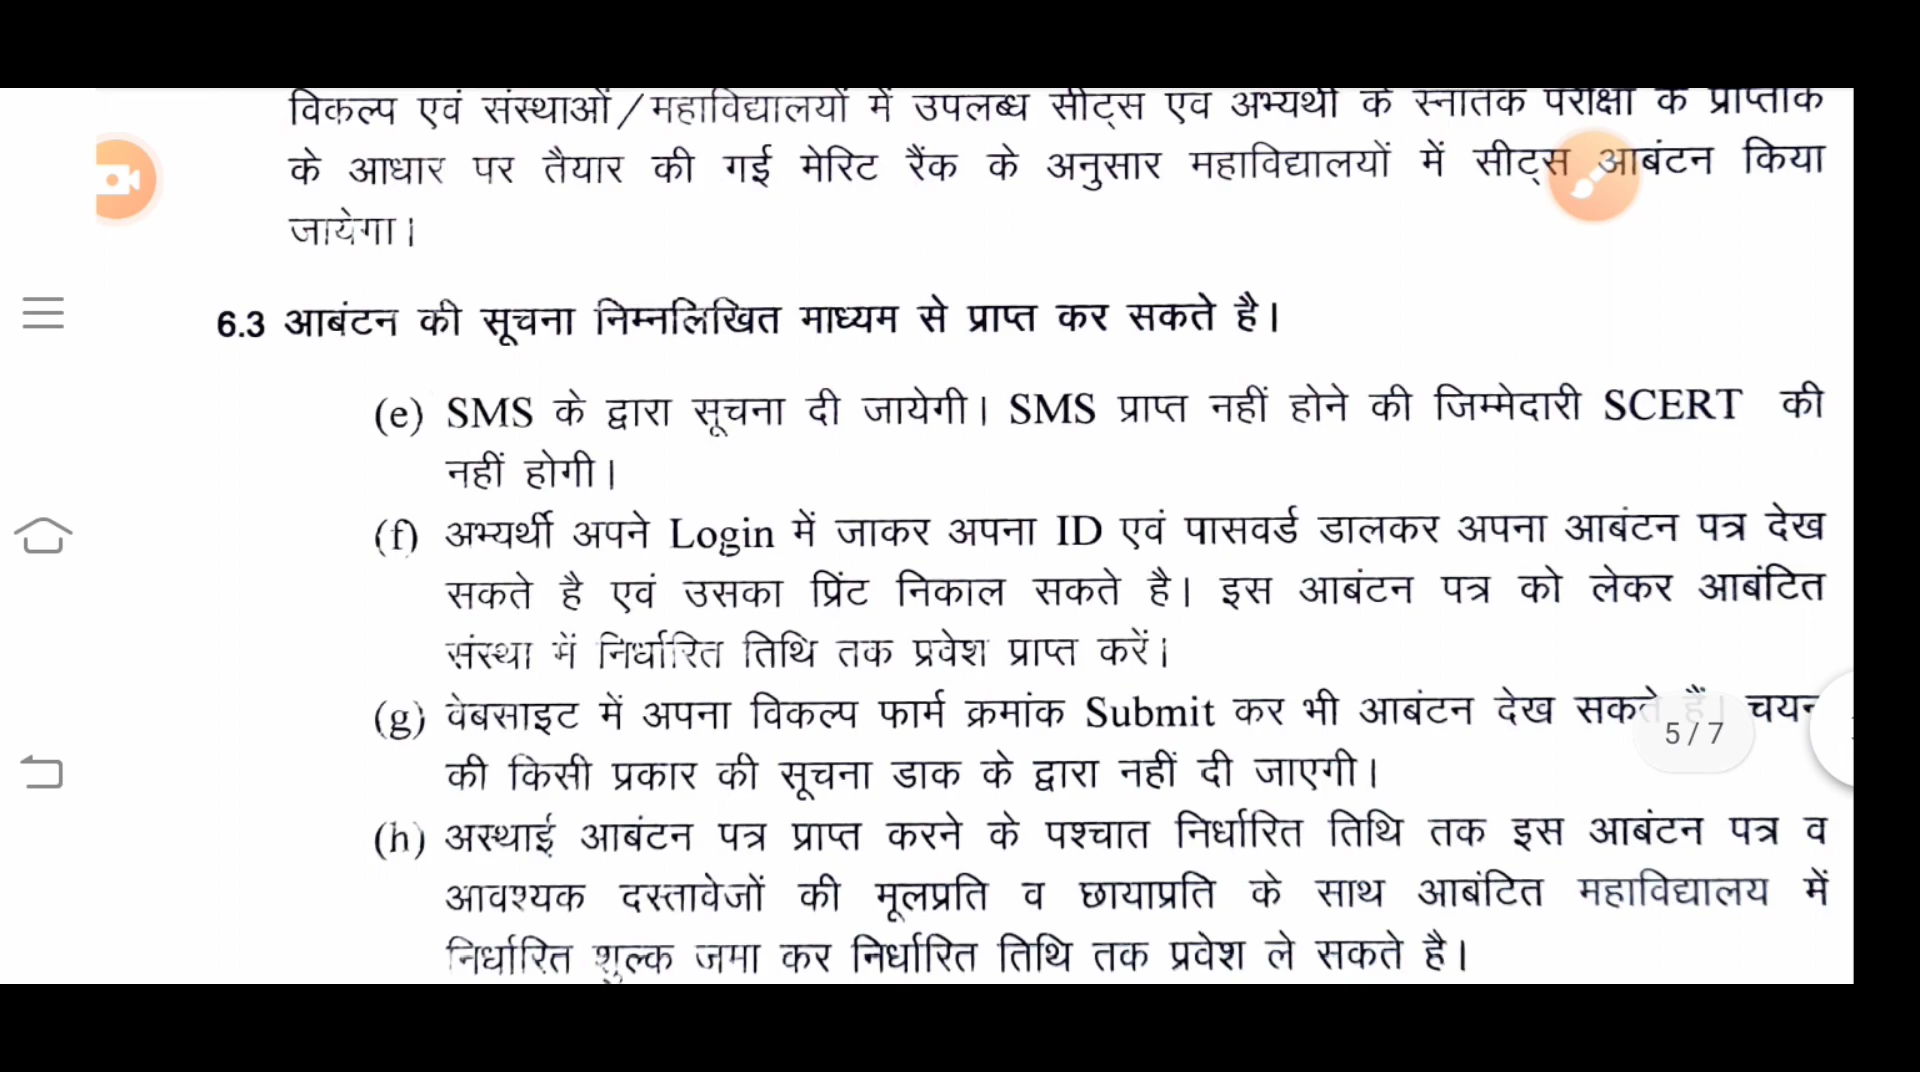 विकल्प एवं संस्थाओं/महाविद्यालयों में उपलब्ध सीट्स एवं अभ्यर्थी के स्नातक परीक्षा के प्राप्तांक
के आधार पर तैयार की गई मेरिट रैंक के अनुसार महाविद्यालयों में सीट्स आबंटन किया
जायेगा।
6.3 आबंटन की सूचना निम्नलिखित माध्यम से प्राप्त कर सकते है।
(e) SMS के द्वारा सूचना दी जायेगी। SMS प्राप्त नहीं होने की जिम्मेदारी SCERT की
नहीं होगी।
(f) अभ्यर्थी अपने Login में जाकर अपना ID एवं पासवर्ड डालकर अपना आबंटन पत्र देख
सकते है एवं उसका प्रिंट निकाल सकते है। इस आबंटन पत्र को लेकर आबंटित
संस्था में निर्धारित तिथि तक प्रवेश प्राप्त करें।
(g) वेबसाइट में अपना विकल्प फार्म क्रमांक Submit कर भी आबंटन देख सकते हैं। चयन
5/7
की किसी प्रकार की सूचना डाक के द्वारा नहीं दी जाएगी।
(h) अस्थाई आबंटन पत्र प्राप्त करने के पश्चात निर्धारित तिथि तक इस आबंटन पत्र व
आवश्यक दस्तावेजों की मूलप्रति व छायाप्रति के साथ आबंटित महाविद्यालय में
निर्धारित शुल्क जमा कर निर्धारित तिथि तक प्रवेश ले सकते है।